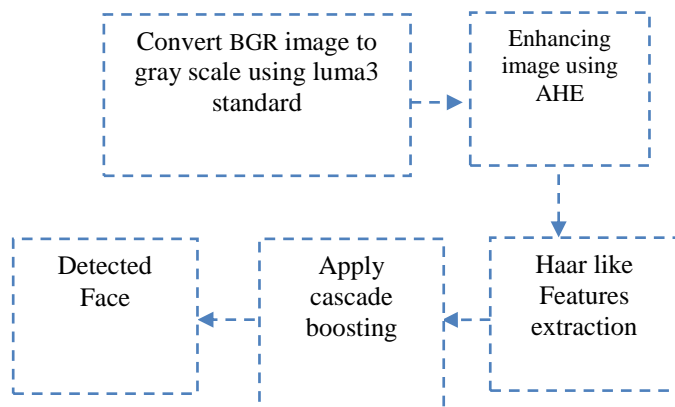 Convert BGR image to
gray scale using luma3
standard
Enhancing
image using
AHE
Haar like
Features
extraction
Apply
cascade
boosting
Detected
Face